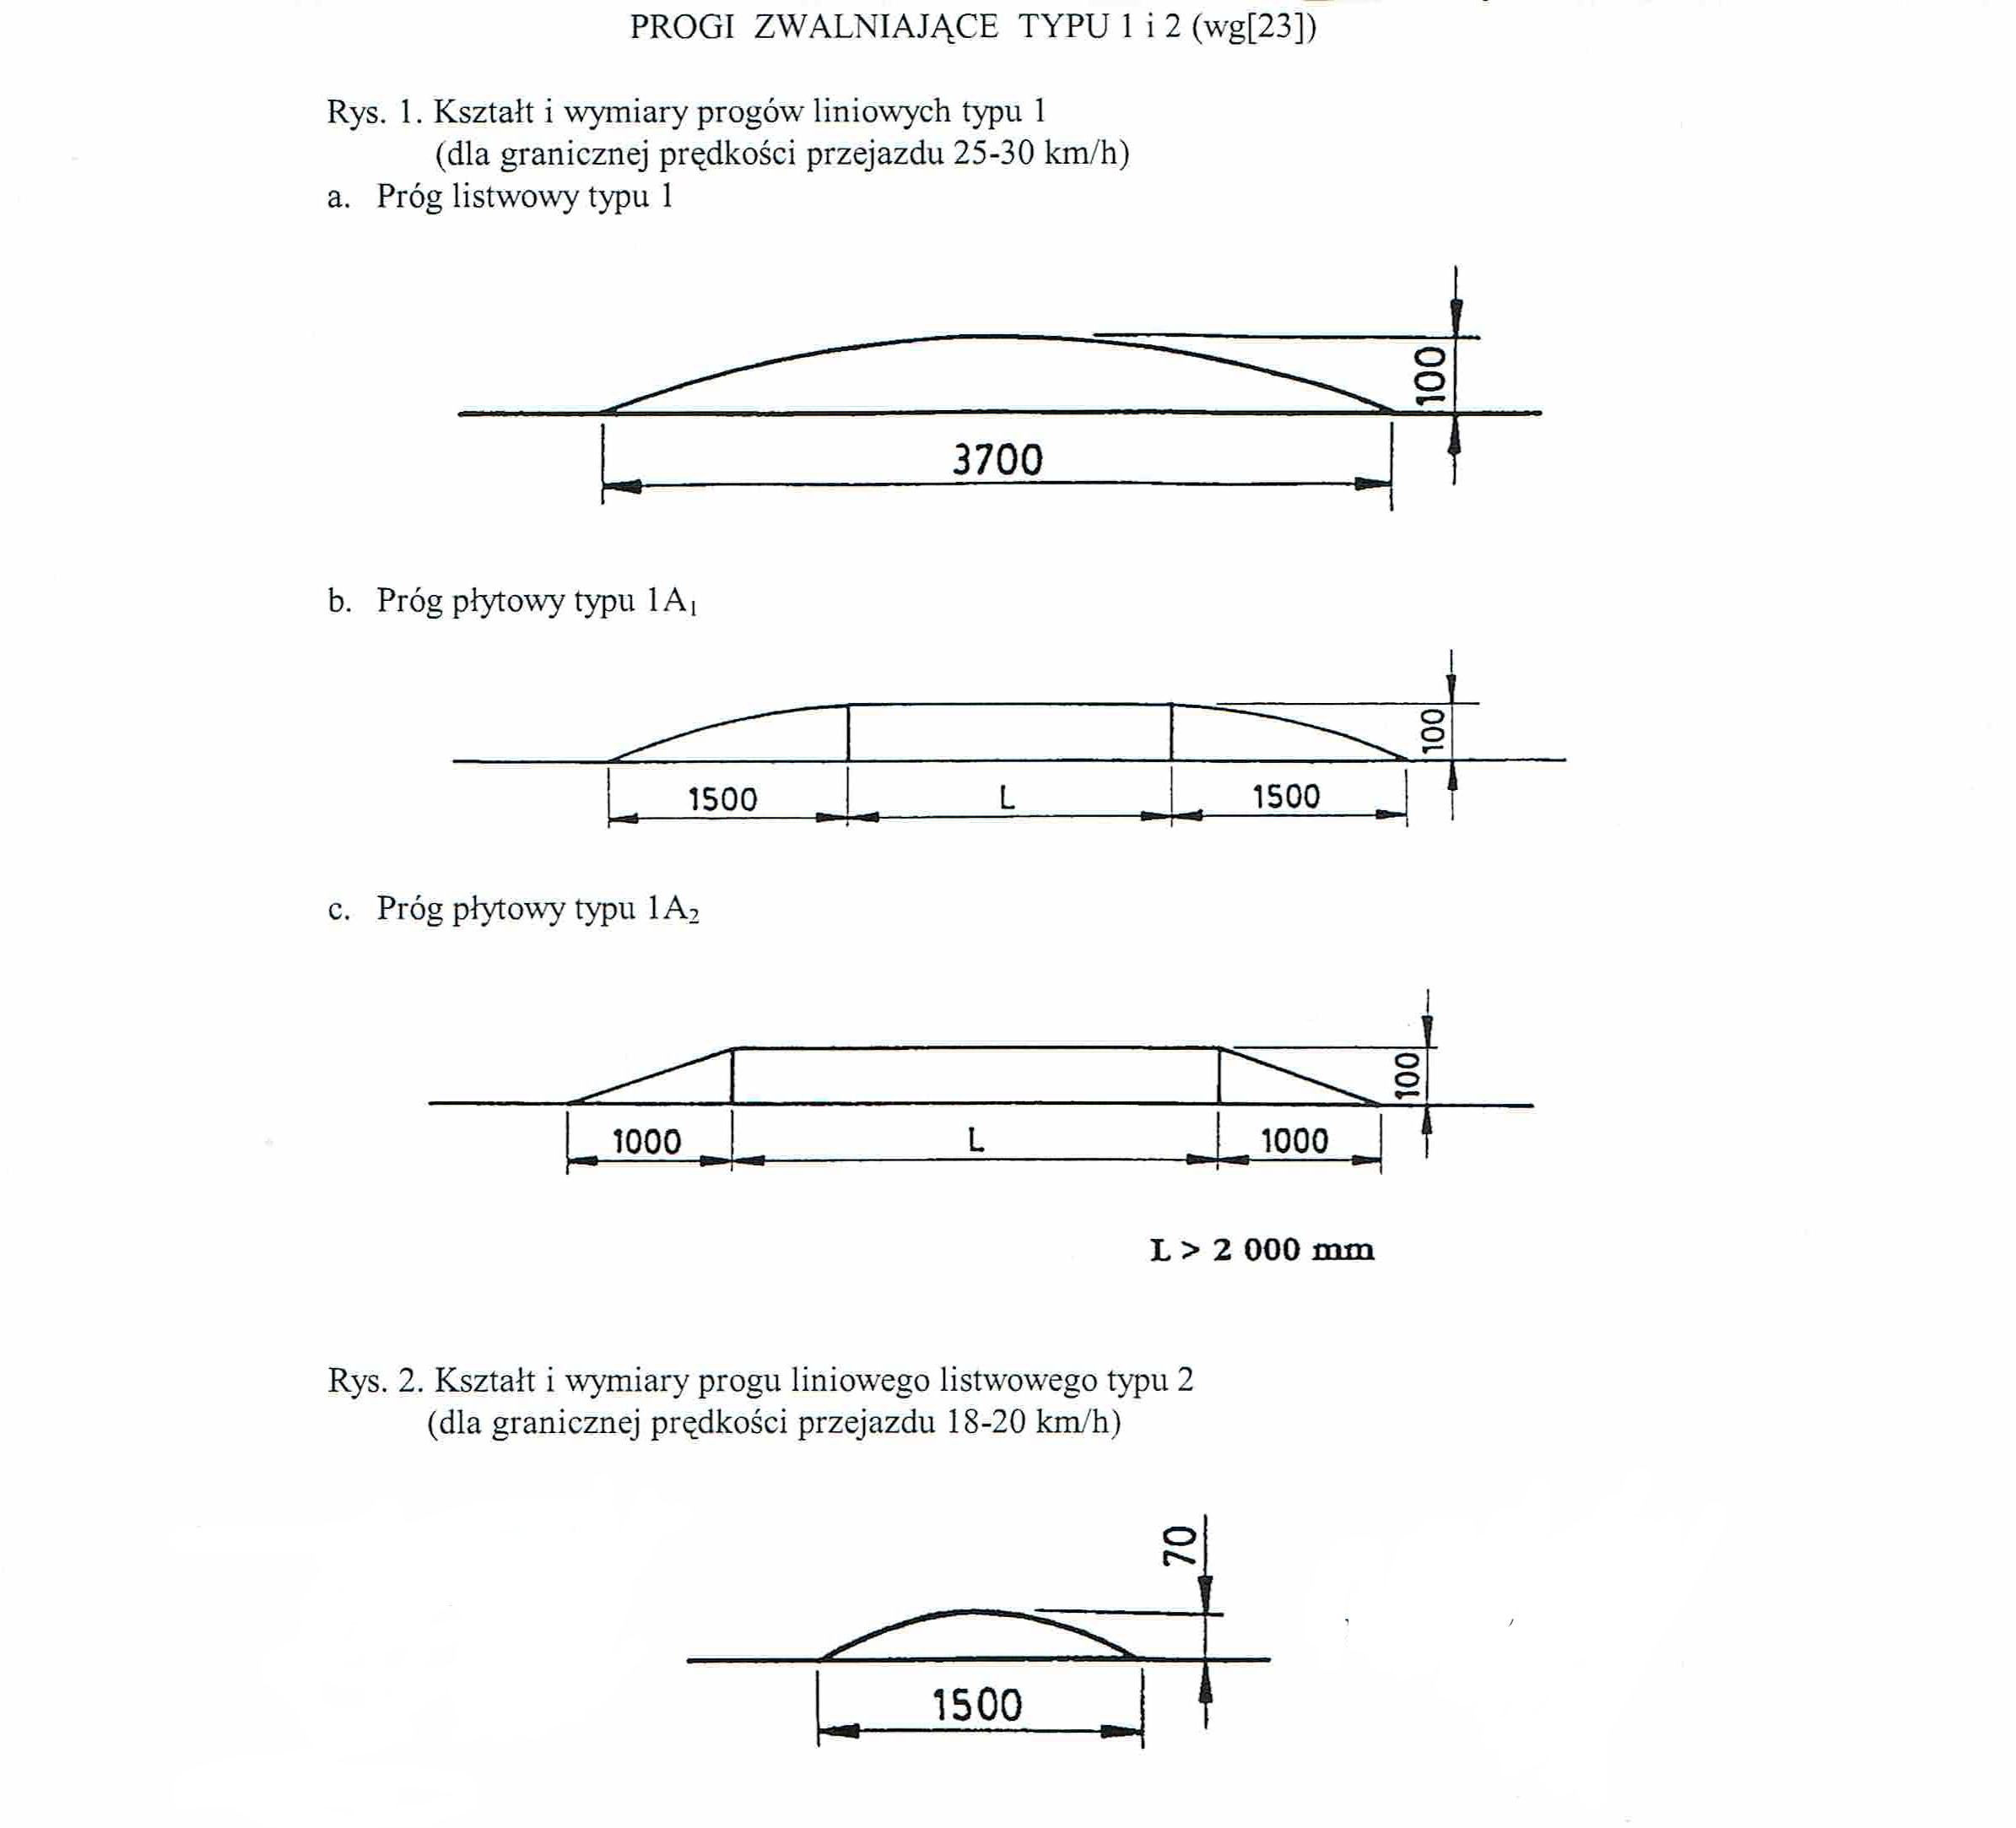 PROGI ZWALNIAJĄCE TYPU 1 i 2 (wg[23])
Rys. 1. Kształt i wymiary progów liniowych typu 1
(dla granicznej prędkości przejazdu 25-30 km/h)
a. Próg listwowy typu 1
100
3700
b. Próg płytowy typu 1A₁
100
1500 L 1500
c. Próg płytowy typu 1A₂
100
1000 L 1000
L > 2 000 mm
Rys. 2. Kształt i wymiary progu liniowego listwowego typu 2
(dla granicznej prędkości przejazdu 18-20 km/h)
70
1500